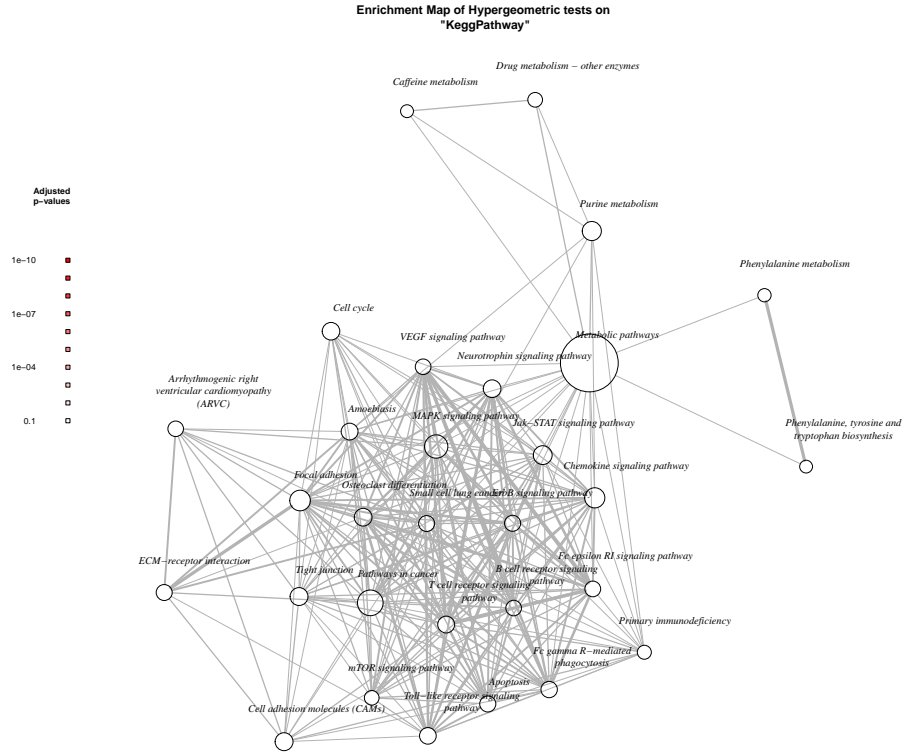 Enrichment Map of Hypergeometric tests on
"KeggPathway"
Drug metabolism − other enzymes
Caffeine metabolism
Adjusted
p−values
Purine metabolism
1e−10
Phenylalanine metabolism
1e−07
Cell cycle
VEGF signaling pathway
Metabolic pathways
Neurotrophin signaling pathway
1e−04
Arrhythmogenic right
ventricular cardiomyopathy
(ARVC)
Amoebiasis
MAPK signaling pathway
0.1
Jak−STAT signaling pathway
Phenylalanine, tyrosine and
tryptophan biosynthesis
Chemokine signaling pathway
Focal adhesion
Osteoclast differentiation
Small cell lung cancer
ErbB signaling pathway
ECM−receptor interaction
Fc epsilon RI signaling pathway
Tight junction
Pathways in cancer
B cell receptor signaling
pathway
T cell receptor signaling
pathway
Primary immunodeficiency
Fc gamma R−mediated
phagocytosis
mTOR signaling pathway
Apoptosis
Toll−like receptor signaling
pathway
Cell adhesion molecules (CAMs)